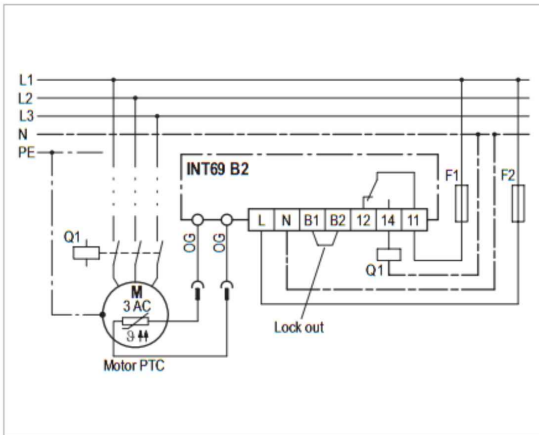 L1
L2
L3
N
PE
INT69 B2
F1
F2
L N B1 B2 12 14 11
Q1
OG
OG
Q1
M
3 AC
ϑ
Lock out
Motor PTC